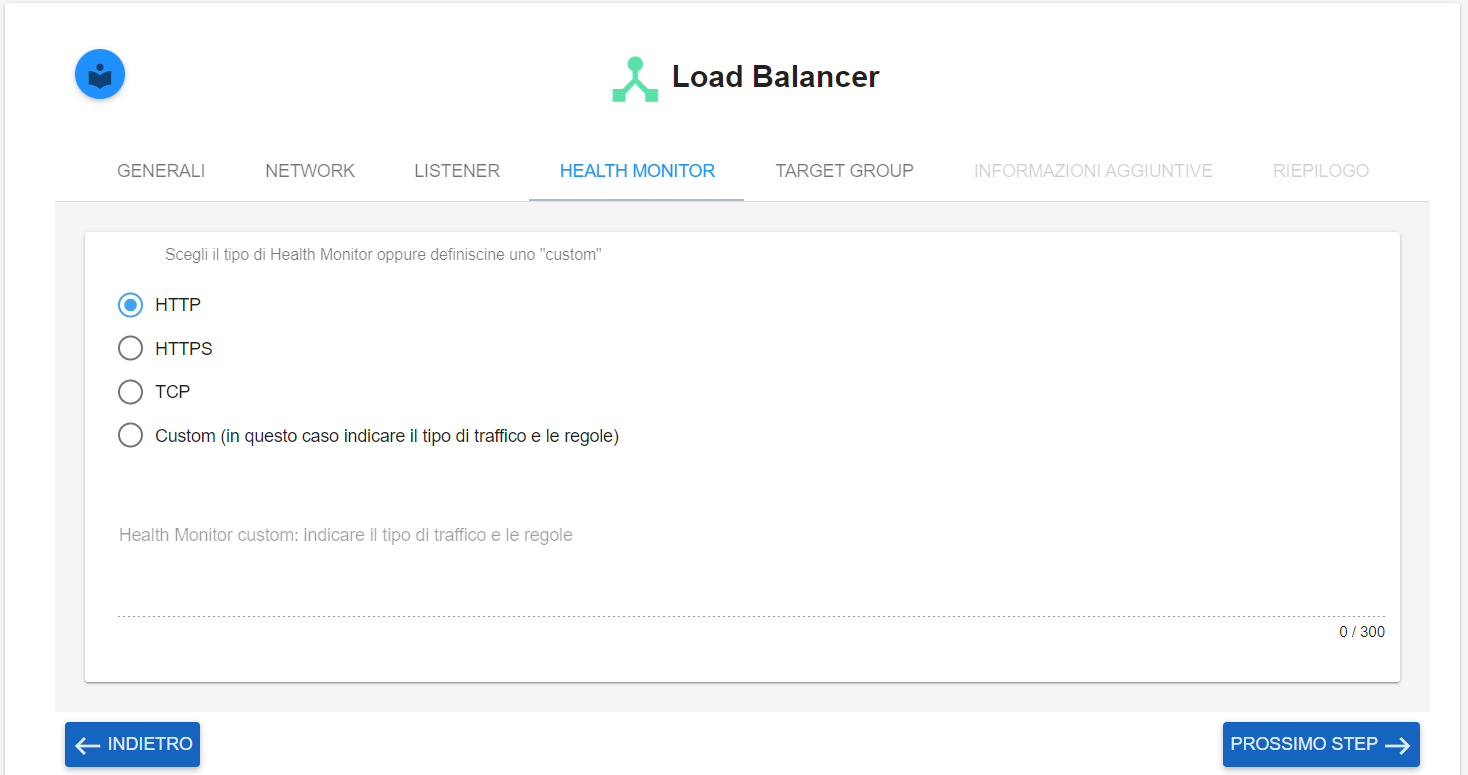 Load Balancer
GENERALI NETWORK LISTENER HEALTH MONITOR TARGET GROUP INFORMAZIONI AGGIUNTIVE RIEPILOGO
Scegli il tipo di Health Monitor oppure definiscine uno "custom"
HTTP
HTTPS
TCP
Custom (in questo caso indicare il tipo di traffico e le regole)
Health Monitor custom: indicare il tipo di traffico e le regole
0 / 300
INDIETRO PROSSIMO STEP